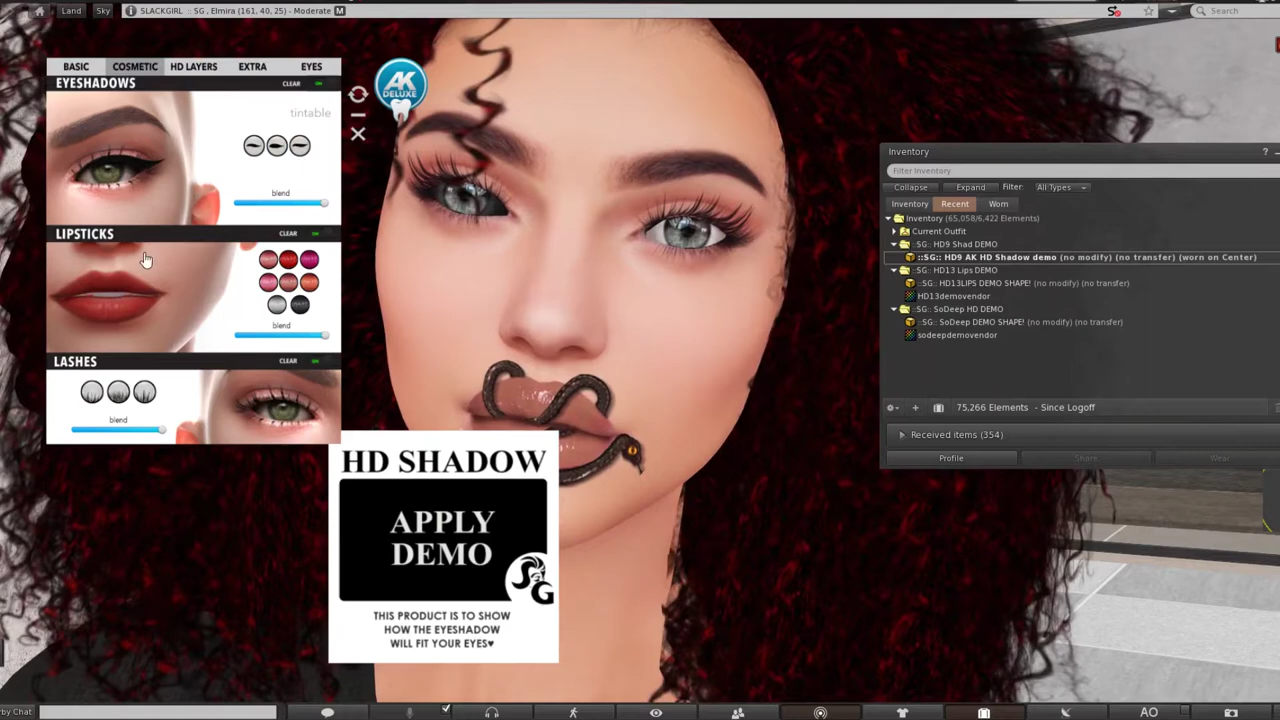 Land Sky SLACKGIRL :: SG , Elmira (161, 40, 25) - Moderate M Search
BASIC COSMETIC HD LAYERS EXTRA EYES
EYESHADOWS CLEAR
tintable
blend
LIPSTICKS CLEAR
blend
LASHES CLEAR
blend
AK
DELUXE
HD SHADOW
APPLY
DEMO
SG
THIS PRODUCT IS TO SHOW
HOW THE EYESHADOW
WILL FIT YOUR EYES♥
Inventory ?
Filter Inventory
Collapse Expand Filter: All Types
Inventory Recent Worn
Inventory (65,058/6,422 Elements)
Current Outfit
::SG:: HD9 Shad DEMO
::SG:: HD9 AK HD Shadow demo (no modify) (no transfer) (worn on Center)
::SG:: HD13 Lips DEMO
::SG:: HD13LIPS DEMO SHAPE! (no modify) (no transfer)
HD13demovendor
::SG:: SoDeep HD DEMO
::SG:: SoDeep DEMO SHAPE! (no modify) (no transfer)
sodeepdemovendor
75,266 Elements - Since Logoff
Received items (354)
Profile Share Wear
by Chat AO